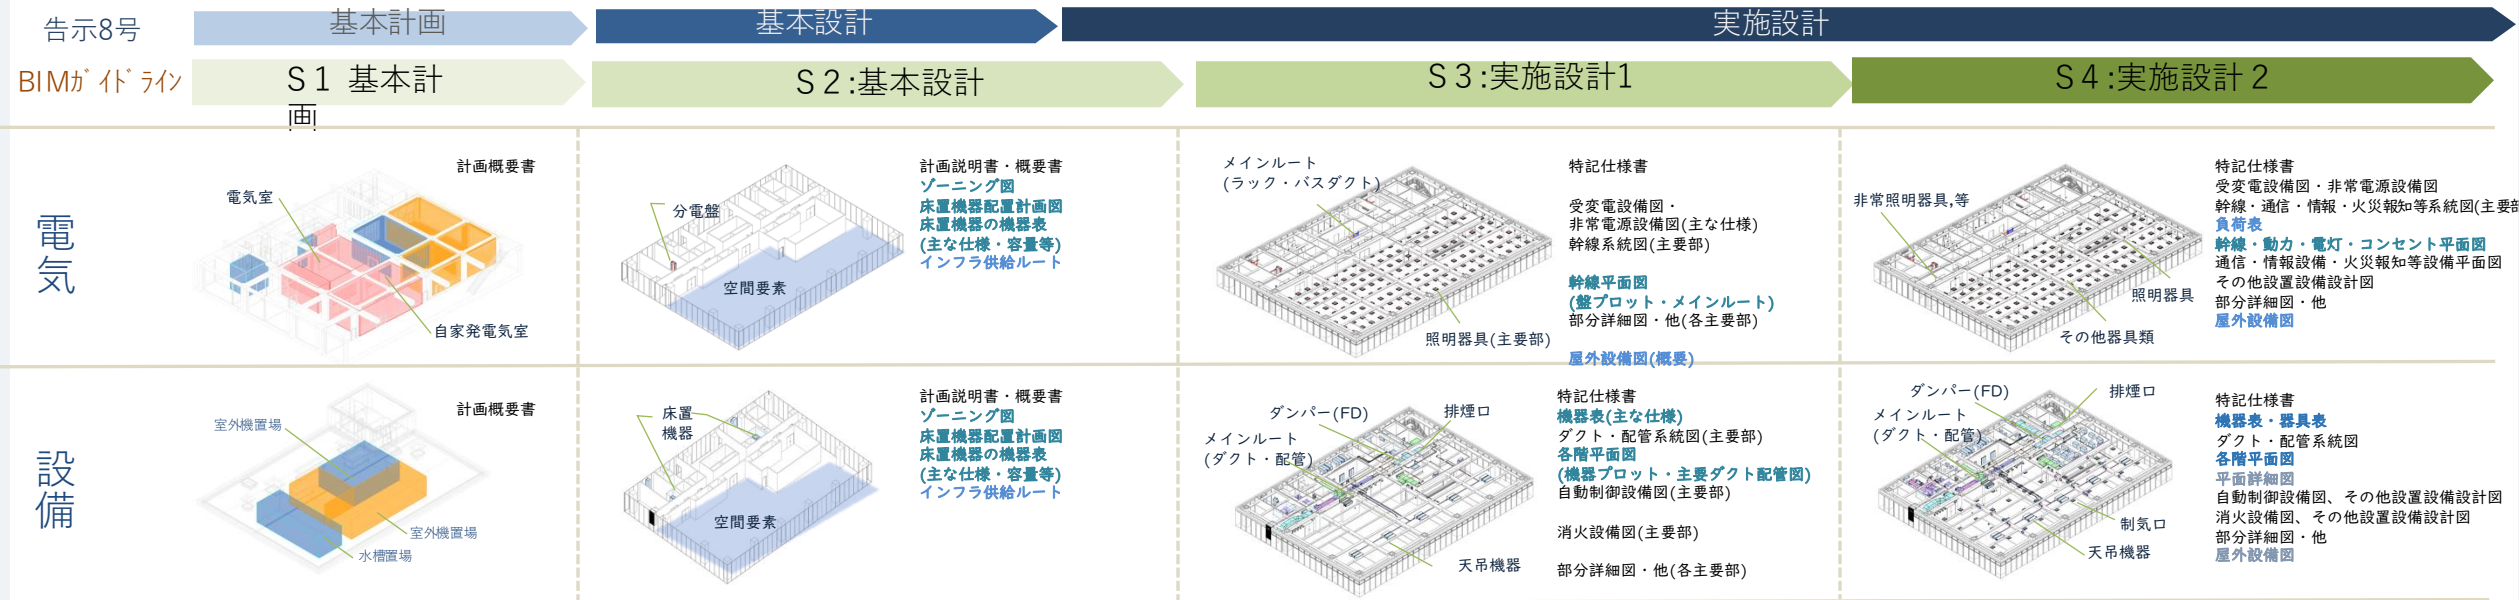 告示8号
基本計画
基本設計
実施設計
BIMガイドライン
S1 基本計
画
S2:基本設計
S3:実施設計1
S4:実施設計2
電気
電気室
自家発電気室
計画概要書
分電盤
空間要素
計画説明書・概要書
ゾーニング図
床置機器配置計画図
床置機器の機器表
(主な仕様・容量等)
インフラ供給ルート
メインルート
(ラック・バスダクト)
照明器具(主要部)
特記仕様書
受変電設備図・
非常電源設備図(主な仕様)
幹線系統図(主要部)
幹線平面図
(盤プロット・メインルート)
部分詳細図・他(各主要部)
屋外設備図(概要)
非常照明器具,等
照明器具
その他器具類
特記仕様書
受変電設備図・非常電源設備図
幹線・通信・情報・火災報知等系統図(主要部
負荷表
幹線・動力・電灯・コンセント平面図
通信・情報設備・火災報知等設備平面図
その他設置設備設計図
部分詳細図・他
屋外設備図
設備
室外機置場
室外機置場
水槽置場
計画概要書
床置
機器
空間要素
計画説明書・概要書
ゾーニング図
床置機器配置計画図
床置機器の機器表
(主な仕様・容量等)
インフラ供給ルート
ダンパー(FD)
排煙口
メインルート
(ダクト・配管)
天吊機器
特記仕様書
機器表(主な仕様)
ダクト・配管系統図(主要部)
各階平面図
(機器プロット・主要ダクト配管図)
自動制御設備図(主要部)
消火設備図(主要部)
部分詳細図・他(各主要部)
ダンパー(FD)
排煙口
メインルート
(ダクト・配管)
制気口
天吊機器
特記仕様書
機器表・器具表
ダクト・配管系統図
各階平面図
平面詳細図
自動制御設備図、その他設置設備設計図
消火設備図、その他設置設備設計図
部分詳細図・他
屋外設備図